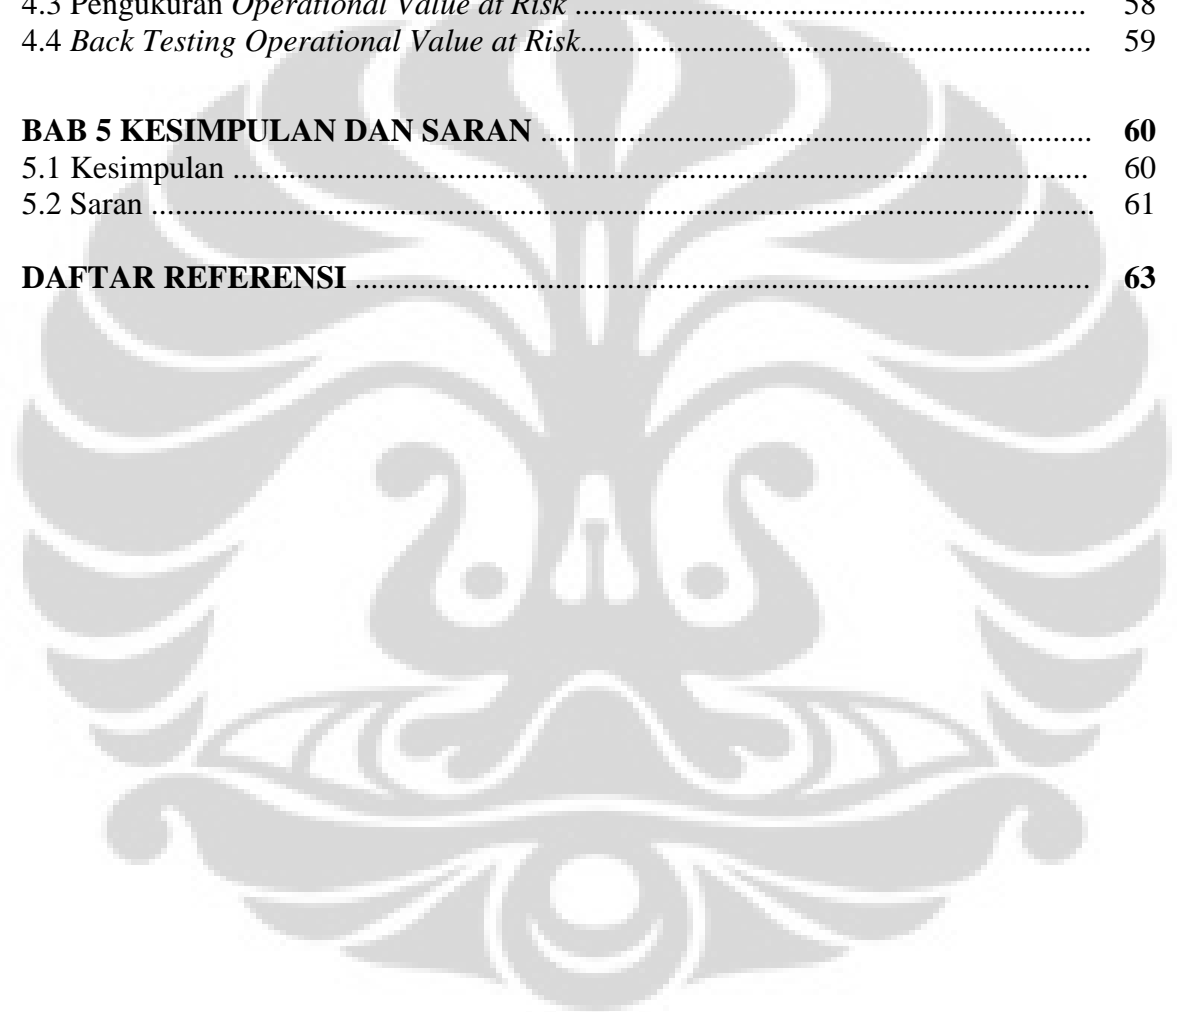 4.3 Pengukuran Operational Value at Risk ................................................................ 58
4.4 Back Testing Operational Value at Risk............................................................... 59
BAB 5 KESIMPULAN DAN SARAN .................................................................... 60
5.1 Kesimpulan ......................................................................................................... 60
5.2 Saran ................................................................................................................... 61
DAFTAR REFERENSI ........................................................................................... 63